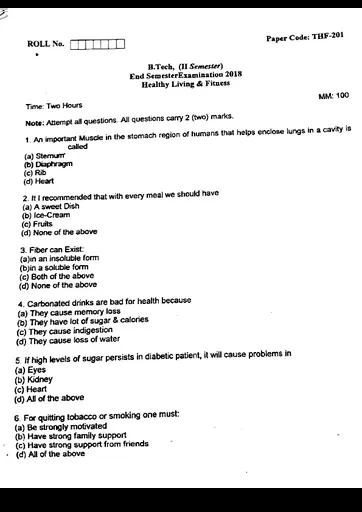 ROLL No.
Paper Code: THF-201
B.Tech, (II Semester)
End SemesterExamination 2018
Healthy Living & Fitness
MM: 100
Time: Two Hours
Note: Attempt all questions. All questions carry 2 (two) marks.
1. An important Muscle in the stomach region of humans that helps enclose lungs in a cavity is
called
(a) Sternum
(b) Diaphragm
(c) Rib
(d) Heart
2. It I recommended that with every meal we should have
(a) A sweet Dish
(b) Ice-Cream
(c) Fruits
(d) None of the above
3. Fiber can Exist:
(a)in an insoluble form
(b)in a soluble form
(c) Both of the above
(d) None of the above
4. Carbonated drinks are bad for health because
(a) They cause memory loss
(b) They have lot of sugar & calories
(c) They cause indigestion
(d) They cause loss of water
5. If high levels of sugar persists in diabetic patient, it will cause problems in
(a) Eyes
(b) Kidney
(c) Heart
(d) All of the above
6. For quitting tobacco or smoking one must:
(a) Be strongly motivated
(b) Have strong family support
(c) Have strong support from friends
(d) All of the above